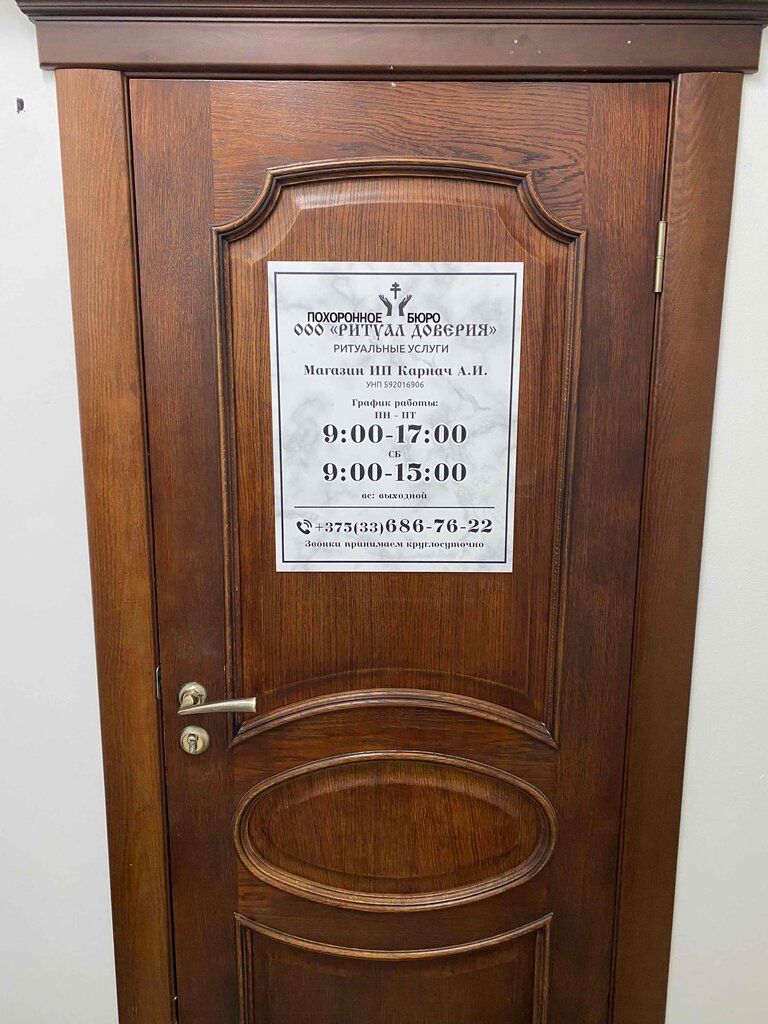 ПОХОРОННОЕ БЮРО
ООО «РИТУАЛ ДОВЕРИЯ»
РИТУАЛЬНЫЕ УСЛУГИ
Магазин ИП Карнач А.И.
УНП 592016906
График работы:
ПН - ПТ
9:00-17:00
СБ
9:00-15:00
вс: выходной
+375(33)686-76-22
Звонки принимаем круглосуточно